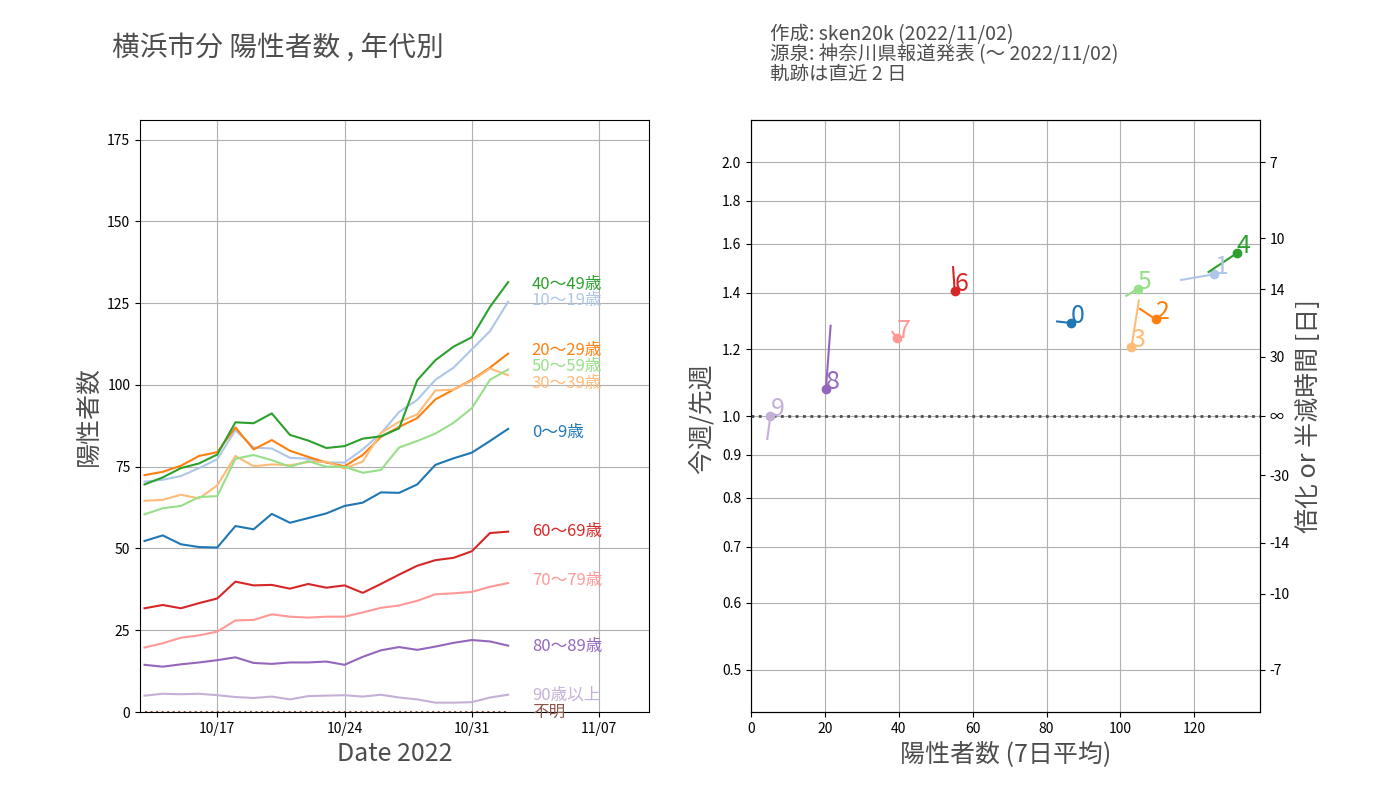 横浜市分 陽性者数 , 年代別
作成: sken20k (2022/11/02)
源泉: 神奈川県報道発表 (〜 2022/11/02)
軌跡は直近 2 日
陽性者数
175
150
125
100
75
50
25
0
40〜49歳
10〜19歳
20〜29歳
50〜59歳
30〜39歳
0〜9歳
60〜69歳
70〜79歳
80〜89歳
90歳以上
不明
10/17
10/24
10/31
11/07
Date 2022
今週/先週
2.0
1.8
1.6
1.4
1.2
1.0
0.9
0.8
0.7
0.6
0.5
4
1
5
6
2
0
3
7
8
9
0
20
40
60
80
100
120
陽性者数 (7日平均)
7
10
14
30
∞
-30
-14
-10
-7
倍化 or 半減時間 [日]